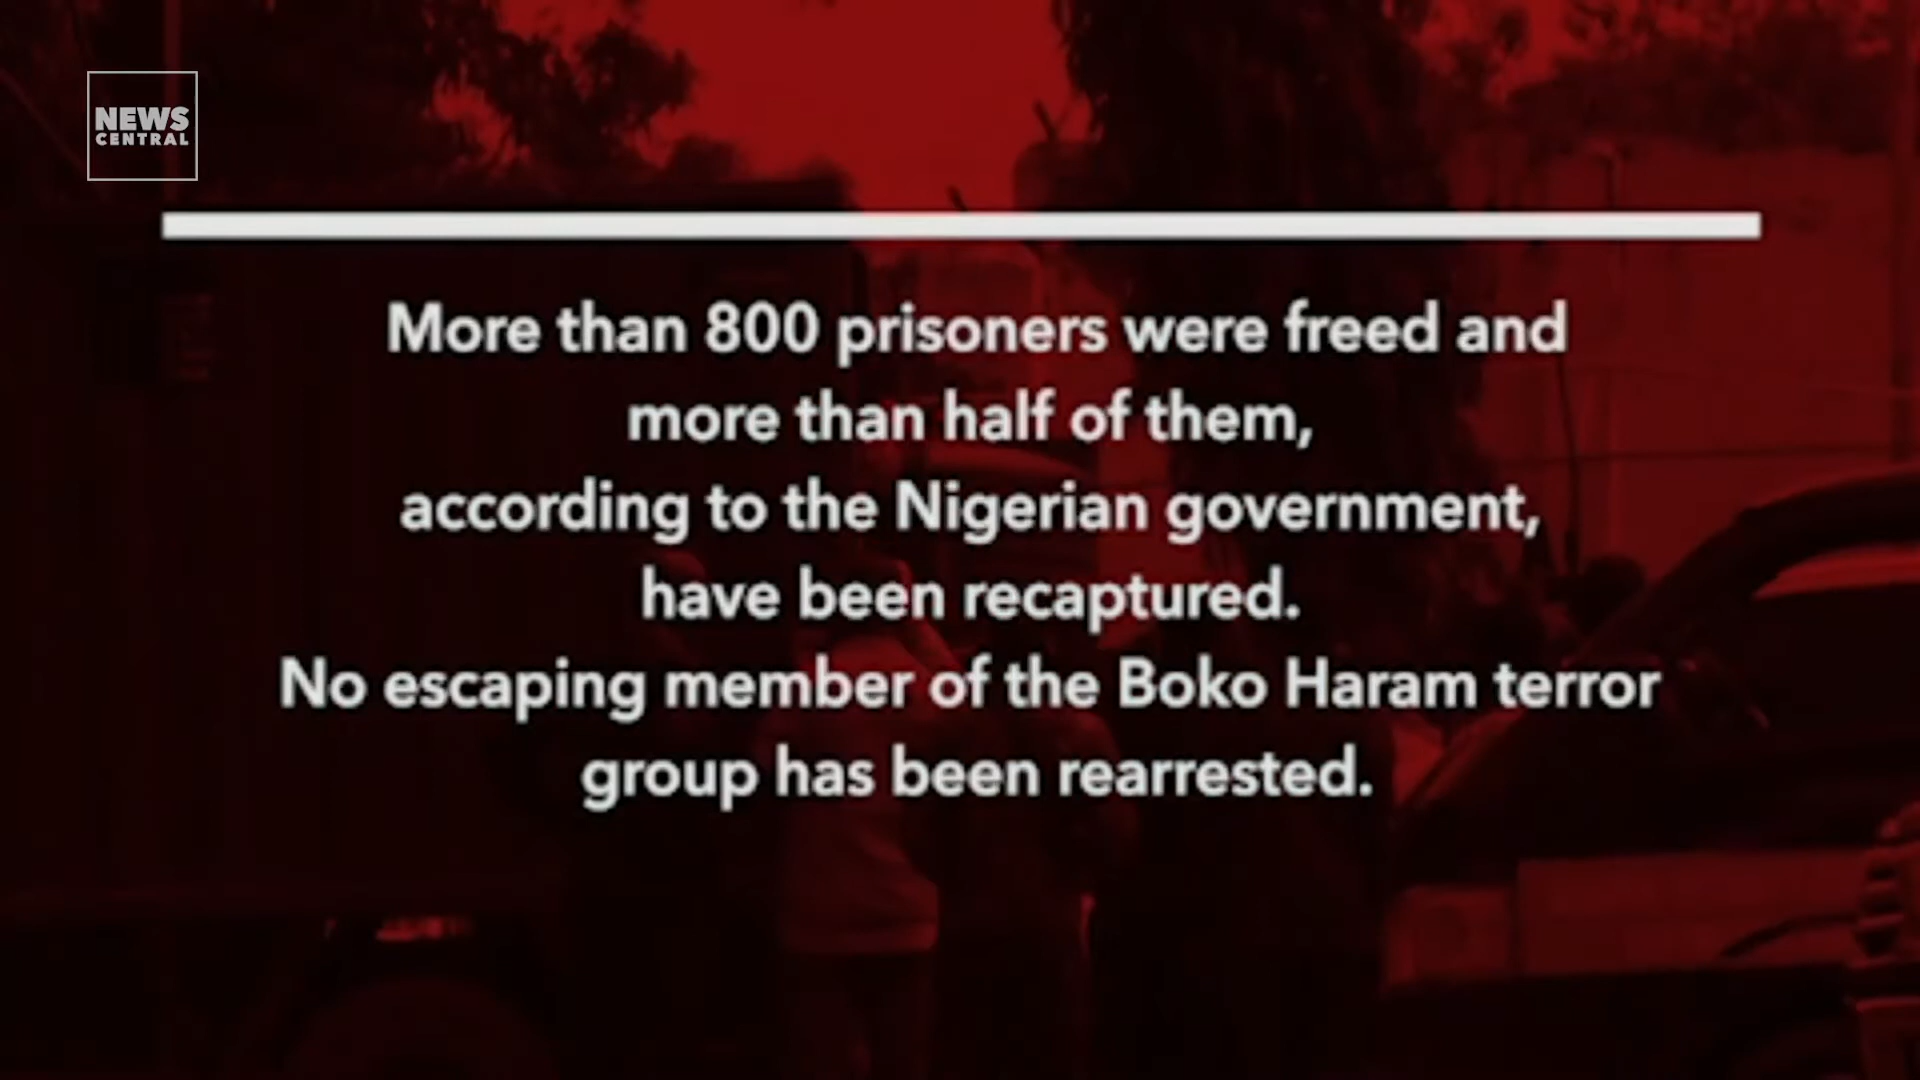 NEWS
CENTRAL
More than 800 prisoners were freed and
more than half of them,
according to the Nigerian government,
have been recaptured.
No escaping member of the Boko Haram terror
group has been rearrested.